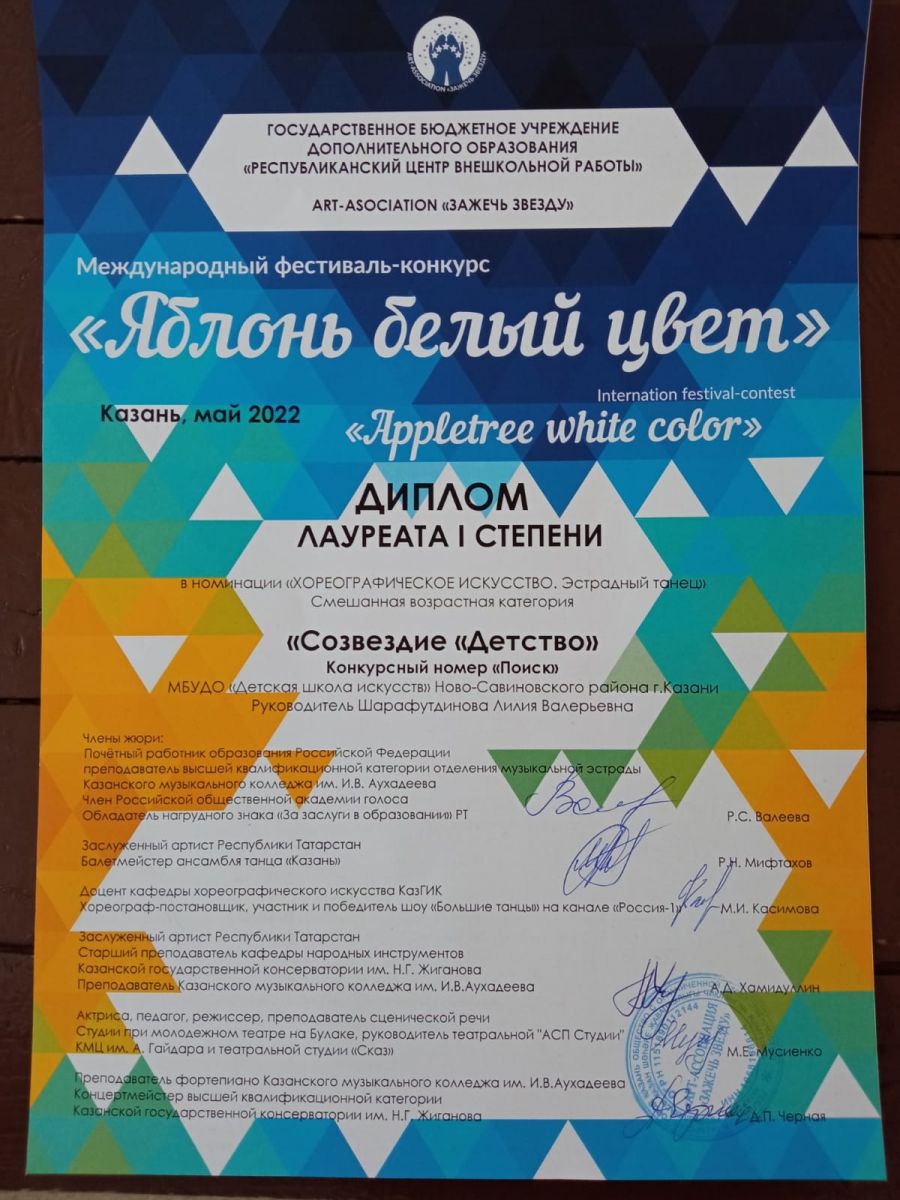 ART-ASSOCIATION «ЗАЖЕЧЬ ЗВЕЗДУ»
ГОСУДАРСТВЕННОЕ БЮДЖЕТНОЕ УЧРЕЖДЕНИЕ
ДОПОЛНИТЕЛЬНОГО ОБРАЗОВАНИЯ
«РЕСПУБЛИКАНСКИЙ ЦЕНТР ВНЕШКОЛЬНОЙ РАБОТЫ»
ART-ASOCIATION «ЗАЖЕЧЬ ЗВЕЗДУ»
Международный фестиваль-конкурс
«Яблонь белый цвет»
Internation festival-contest
Казань, май 2022
«Appletree white color»
ДИПЛОМ
ЛАУРЕАТА I СТЕПЕНИ
в номинации «ХОРЕОГРАФИЧЕСКОЕ ИСКУССТВО. Эстрадный танец»
Смешанная возрастная категория
«Созвездие «Детство»
Конкурсный номер «Поиск»
МБУДО «Детская школа искусств» Ново-Савиновского района г.Казани
Руководитель Шарафутдинова Лилия Валерьевна
Члены жюри:
Почётный работник образования Российской Федерации
преподаватель высшей квалификационной категории отделения музыкальной эстрады
Казанского музыкального колледжа им. И.В. Аухадеева
Член Российской общественной академии голоса
Обладатель нагрудного знака «За заслуги в образовании» РТ Р.С. Валеева
Заслуженный артист Республики Татарстан
Балетмейстер ансамбля танца «Казань» Р.Н. Мифтахов
Доцент кафедры хореографического искусства КазГИК
Хореограф-постановщик, участник и победитель шоу «Большие танцы» на канале «Россия-1» М.И. Касимова
Заслуженный артист Республики Татарстан
Старший преподаватель кафедры народных инструментов
Казанской государственной консерватории им. Н.Г. Жиганова
Преподаватель Казанского музыкального колледжа им. И.В.Аухадеева А.Д. Хамидуллин
Актриса, педагог, режиссер, преподаватель сценической речи
Студии при молодежном театре на Булаке, руководитель театральной "АСП Студии"
КМЦ им. А. Гайдара и театральной студии «Сказ» М.Е. Мусиенко
Преподаватель фортепиано Казанского музыкального колледжа им. И.В.Аухадеева
Концертмейстер высшей квалификационной категории
Казанской государственной консерватории им. Н.Г. Жиганова Д.П. Черная
АРТ-АССОЦИАЦИЯ
«ЗАЖЕЧЬ ЗВЕЗДУ»